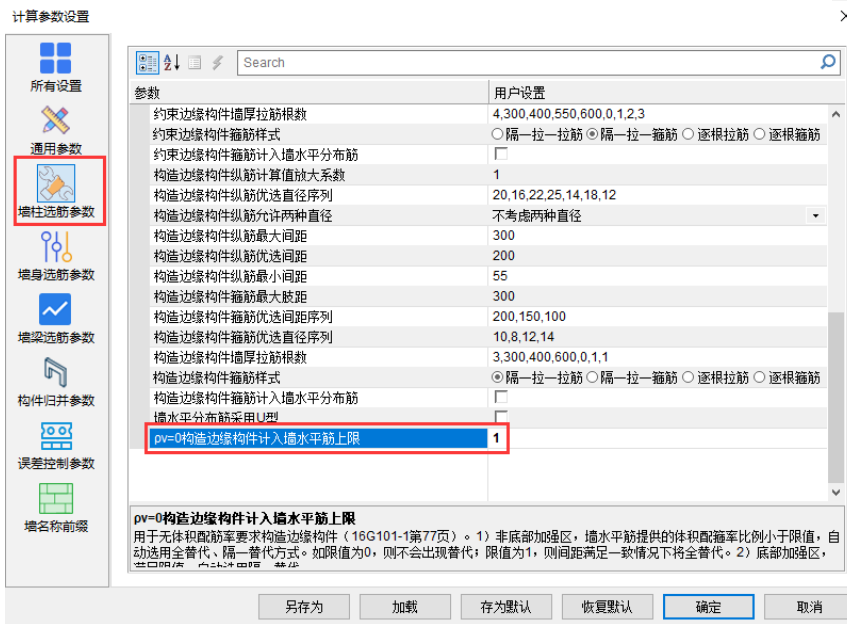 计算参数设置
Search
参数 用户设置
所有设置
通用参数
墙柱选筋参数
墙身选筋参数
墙梁选筋参数
构件归并参数
误差控制参数
墙名称前缀
约束边缘构件墙厚拉筋根数 4,300,400,550,600,0,1,2,3
约束边缘构件箍筋样式 隔一拉一拉筋 隔一拉一箍筋 逐根拉筋 逐根箍筋
约束边缘构件箍筋计入墙水平分布筋
构造边缘构件纵筋计算值放大系数 1
构造边缘构件纵筋优选直径序列 20,16,22,25,14,18,12
构造边缘构件纵筋允许两种直径 不考虑两种直径
构造边缘构件纵筋最大间距 300
构造边缘构件纵筋优选间距 200
构造边缘构件纵筋最小间距 55
构造边缘构件箍筋最大肢距 300
构造边缘构件箍筋优选间距序列 200,150,100
构造边缘构件箍筋优选直径序列 10,8,12,14
构造边缘构件墙厚拉筋根数 3,300,400,600,0,1,1
构造边缘构件箍筋样式 隔一拉一拉筋 隔一拉一箍筋 逐根拉筋 逐根箍筋
构造边缘构件箍筋计入墙水平分布筋
墙水平分布筋采用U型
ρv=0构造边缘构件计入墙水平筋上限 1
ρv=0构造边缘构件计入墙水平筋上限
用于无体积配筋率要求构造边缘构件（16G101-1第77页）。1）非底部加强区，墙水平筋提供的体积配箍率比例小于限值，自
动选用全替代、隔一替代方式。如限值为0，则不会出现替代；限值为1，则间距满足一致情况下将全替代。2）底部加强区，
另存为 加载 存为默认 恢复默认 确定 取消